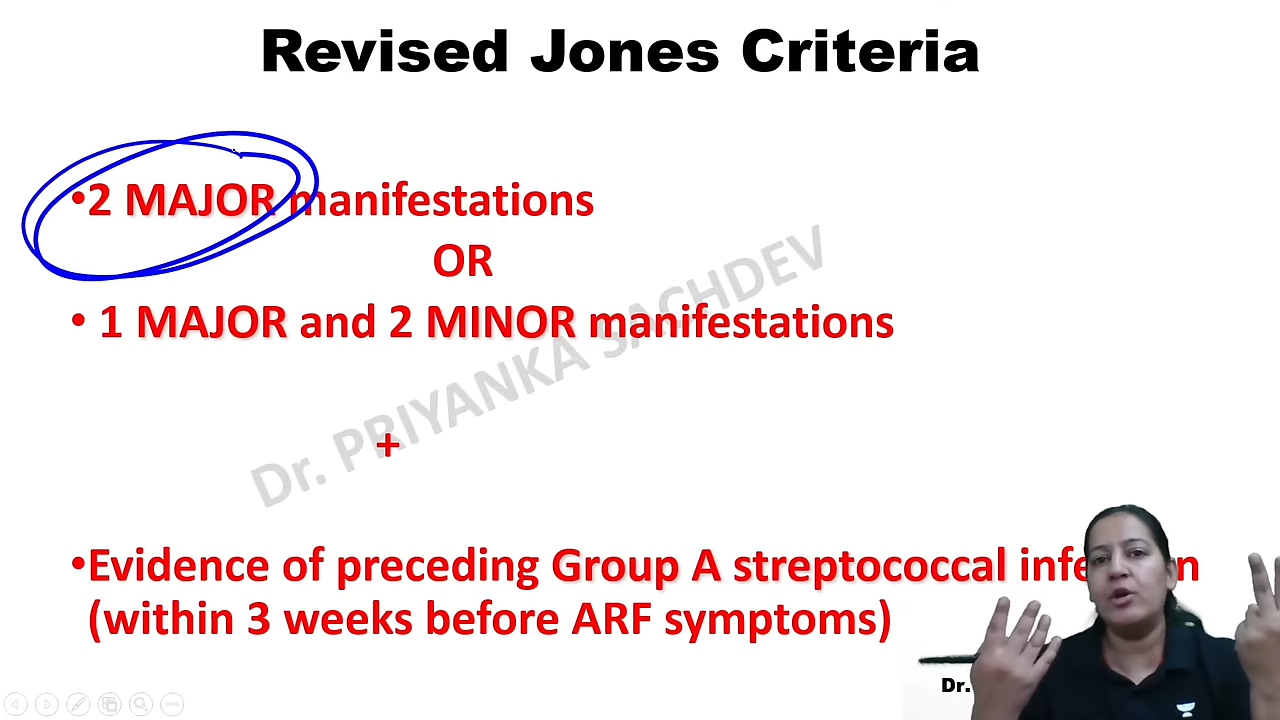 Revised Jones Criteria
•2 MAJOR manifestations
OR
• 1 MAJOR and 2 MINOR manifestations
Dr. PRIYANKA SACHDEV
+
•Evidence of preceding Group A streptococcal
(within 3 weeks before ARF symptoms)
Dr.